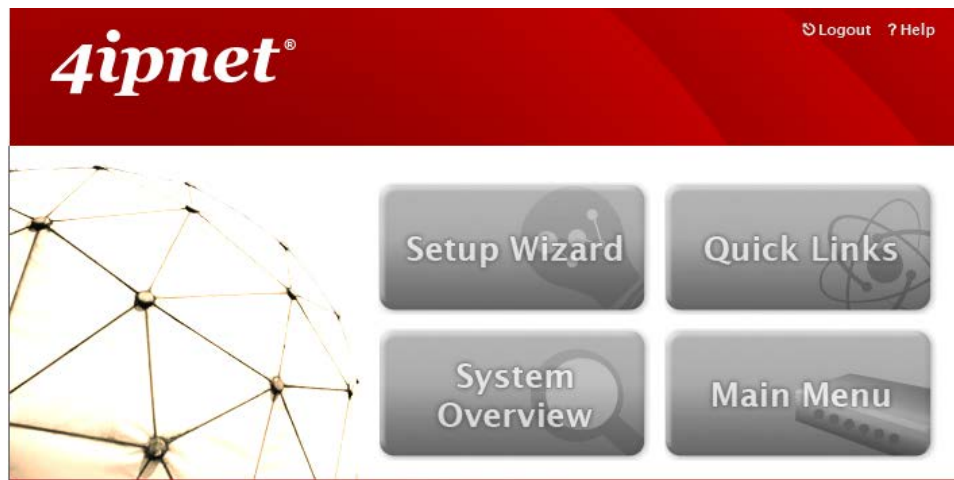 4ipnet®
Logout ? Help
Setup Wizard
Quick Links
System
Overview
Main Menu